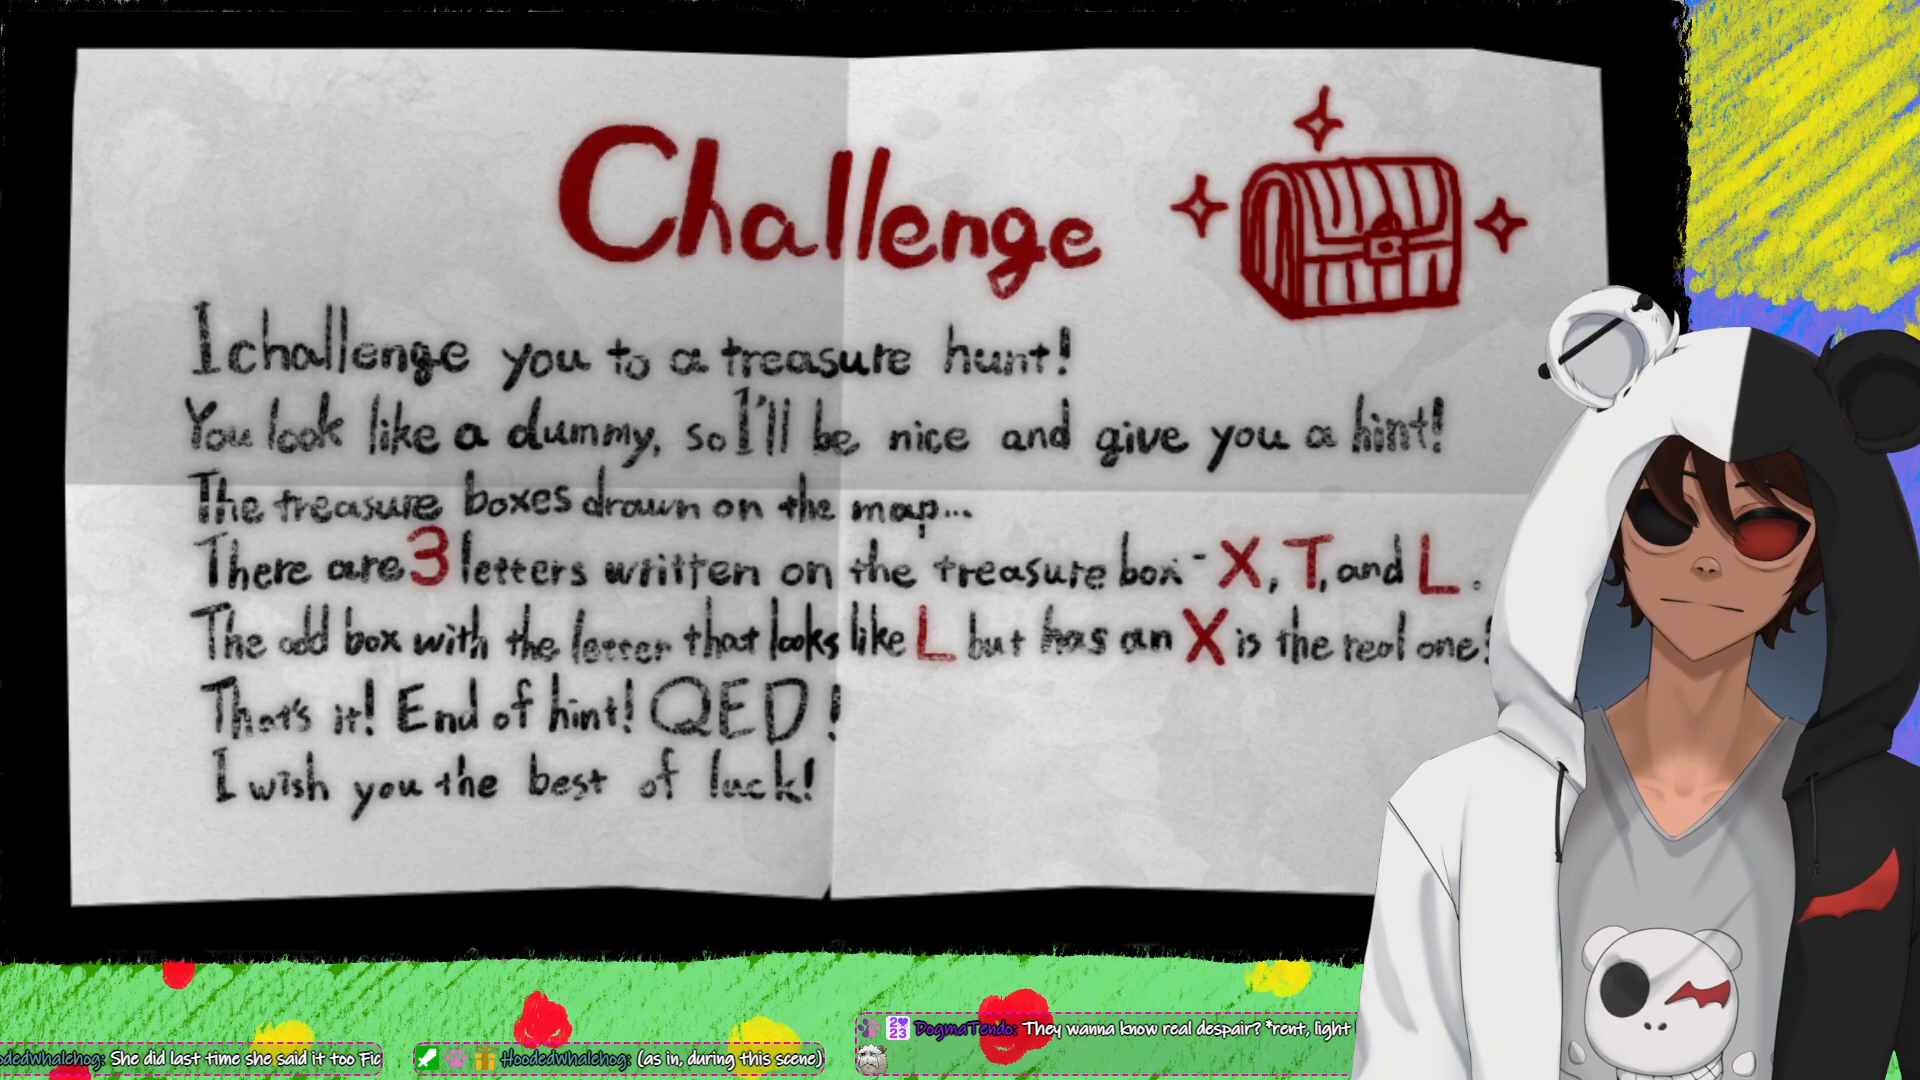 Challenge
I challenge you to a treasure hunt!
You look like a dummy, so I'll be nice and give you a hint!
The treasure boxes drawn on the map...
There are 3 letters written on the treasure box - X, T, and L.
The odd box with the letter that looks like L but has an X is the real one!
That's it! End of hint! QED!
I wish you the best of luck!
2023 DogmaTendo: They wanna know real despair? *rent, light
odedWhalehog: She did last time she said it too Fic
HoodedWhalehog: (as in, during this scene)